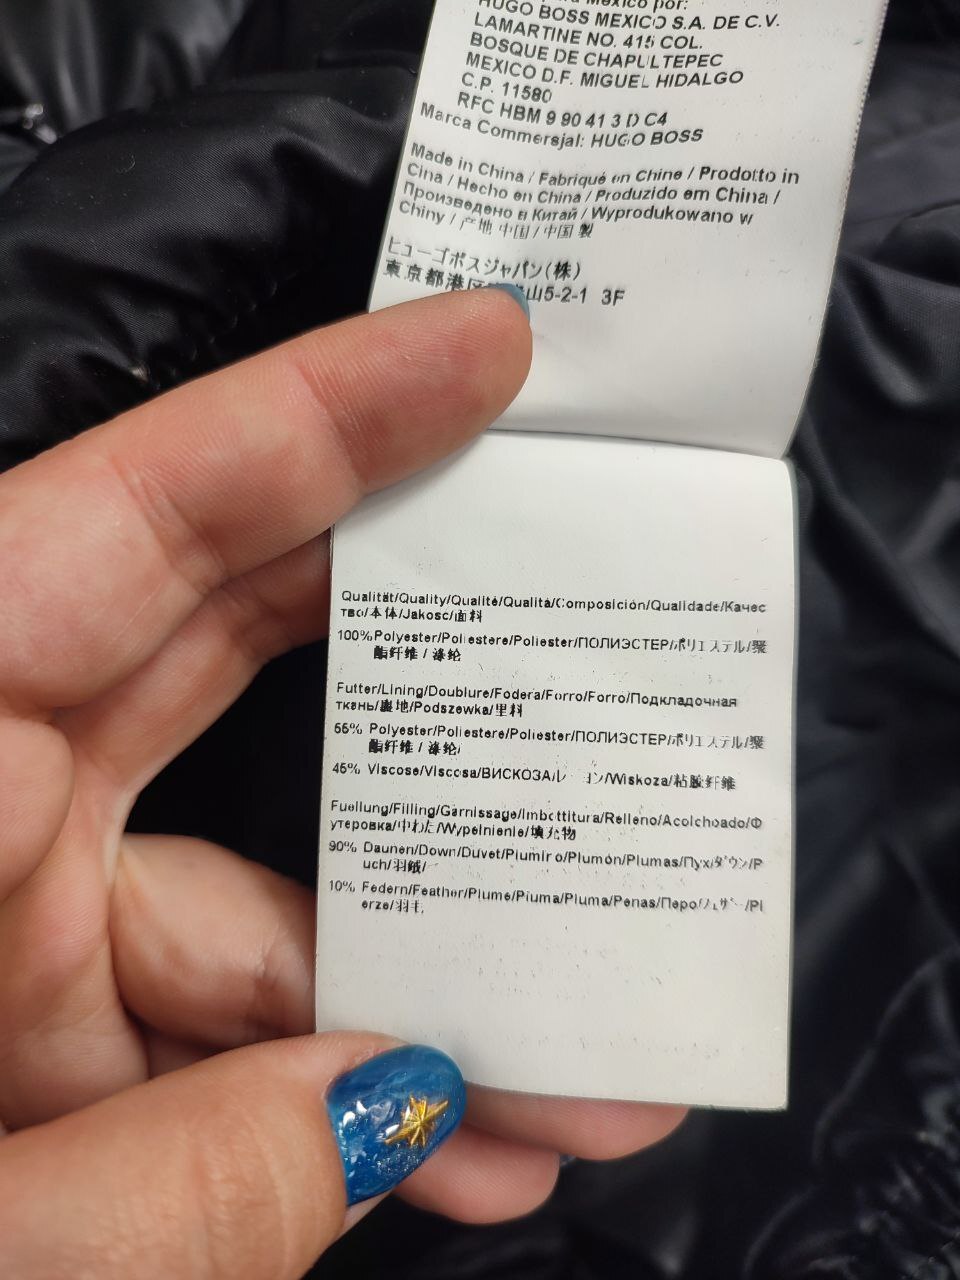 para México por:
HUGO BOSS MEXICO S.A. DE C.V.
LAMARTINE NO. 415 COL.
BOSQUE DE CHAPULTEPEC
MEXICO D.F. MIGUEL HIDALGO
C.P. 11580
RFC HBM 9 90 41 3 D C4
Marca Commersjal: HUGO BOSS
Made in China / Fabriqué en Chine / Prodotto in
Cina / Hecho en China / Produzido em China /
Произведено в Китай / Wyprodukowano w
Chiny / 产地 中国 / 中国 製
ヒューゴボスジャパン(株)
東京都港区 山5-2-1 3F
Qualität/Quality/Qualité/Qualità/Composición/Qualidade/Качес
тво/本体/Jakosc/面料
100% Polyester/Poliestere/Poliester/ПОЛИЭСТЕР/ポリエステル/聚
酯纤维 / 涤纶
Futter/Lining/Doublure/Fodera/Forro/Forro/Подкладочная
ткань/裏地/Podszewka/里料
55% Polyester/Poliestere/Poliester/ПОЛИЭСТЕР/ポリエステル/聚
酯纤维 / 涤纶/
45% Viscose/Viscosa/ВИСКОЗА/レーヨン/Wiskoza/粘胶纤维
Fuellung/Filling/Garnissage/Imbottitura/Relleno/Acolchoado/Ф
утеровка/中わた/Wypelnienie/填充物
90% Daunen/Down/Duvet/Piumino/Plumón/Plumas/Пух/ダウン/P
uch/羽绒/
10% Federn/Feather/Plume/Piuma/Pluma/Penas/Перо/フェザー/Pi
erze/羽毛